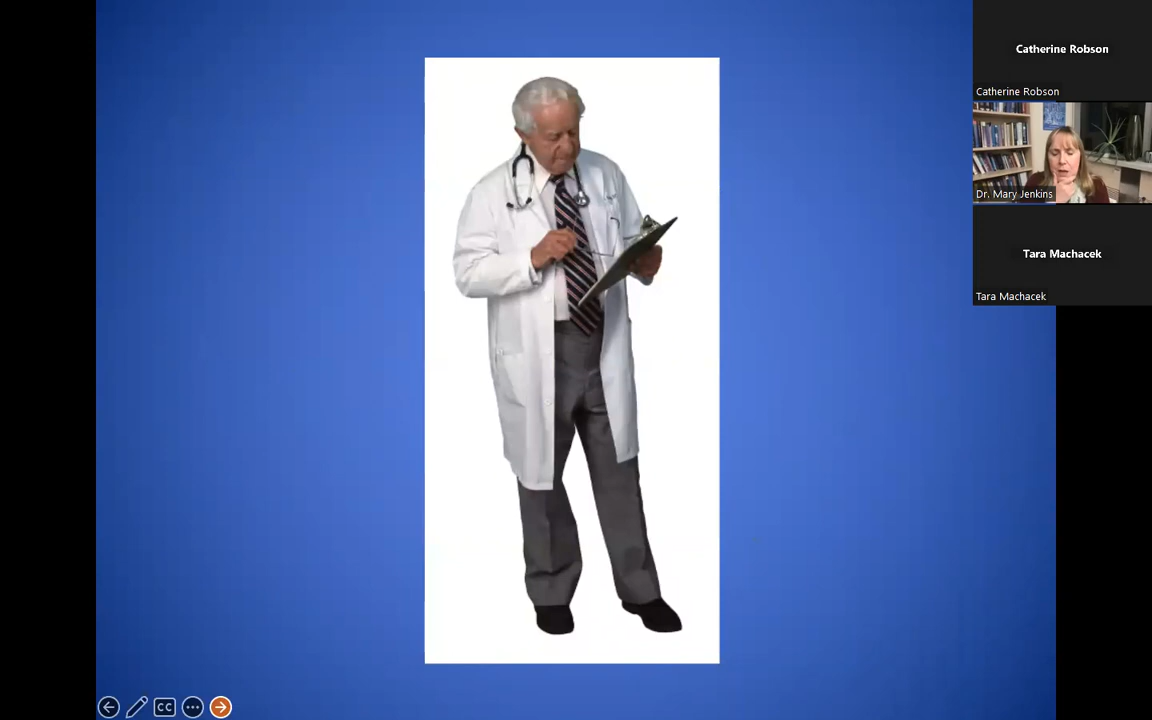 Catherine Robson
Catherine Robson
Dr. Mary Jenkins
Tara Machacek
Tara Machacek
CC